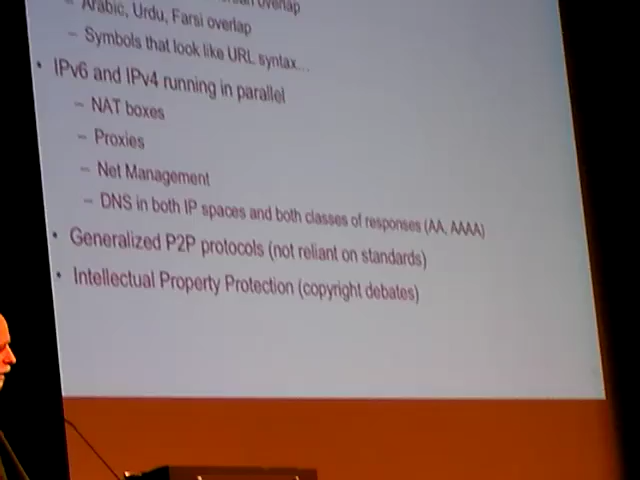 overlap
– Arabic, Urdu, Farsi overlap
– Symbols that look like URL syntax...
• IPv6 and IPv4 running in parallel
– NAT boxes
– Proxies
– Net Management
– DNS in both IP spaces and both classes of responses (AA, AAAA)
• Generalized P2P protocols (not reliant on standards)
• Intellectual Property Protection (copyright debates)